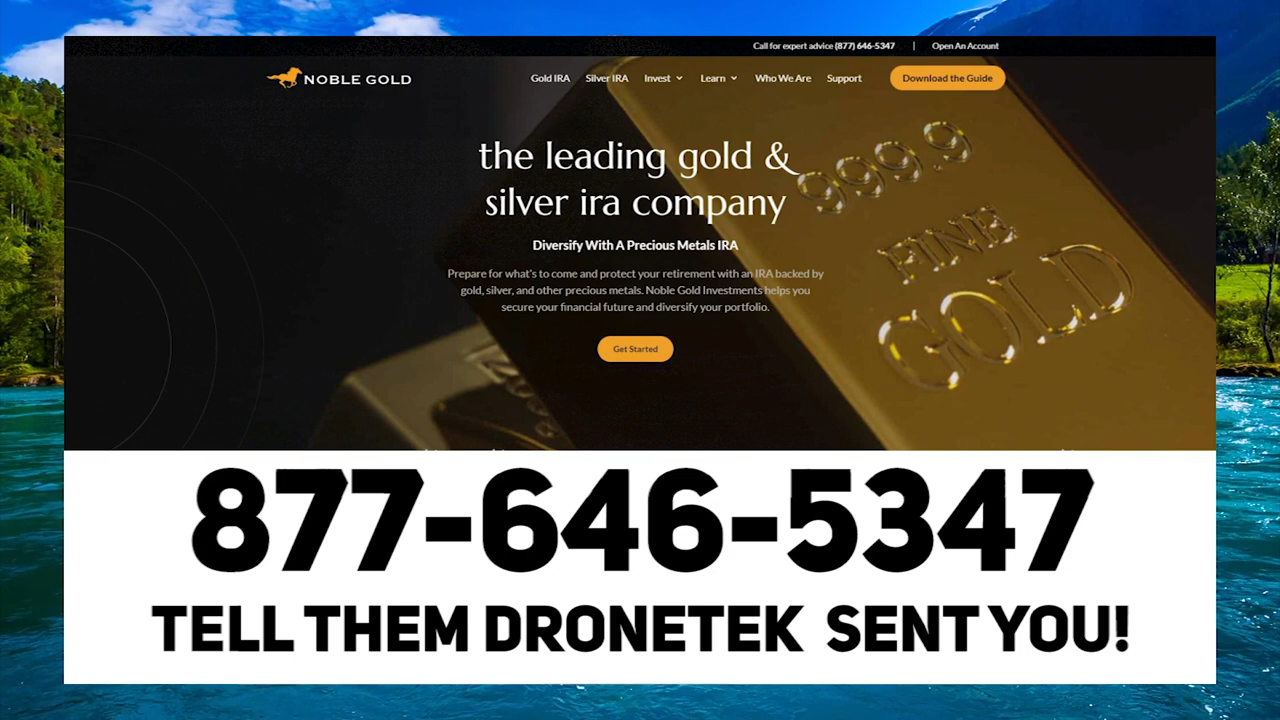 Call for expert advice (877) 646-5347 | Open An Account
NOBLE GOLD Gold IRA Silver IRA Invest Learn Who We Are Support Download the Guide
the leading gold &
silver ira company
999.9
FINE
GOLD
Diversify With A Precious Metals IRA
Prepare for what's to come and protect your retirement with an IRA backed by
gold, silver, and other precious metals. Noble Gold Investments helps you
secure your financial future and diversify your portfolio.
Get Started
877-646-5347
TELL THEM DRONETEK SENT YOU!